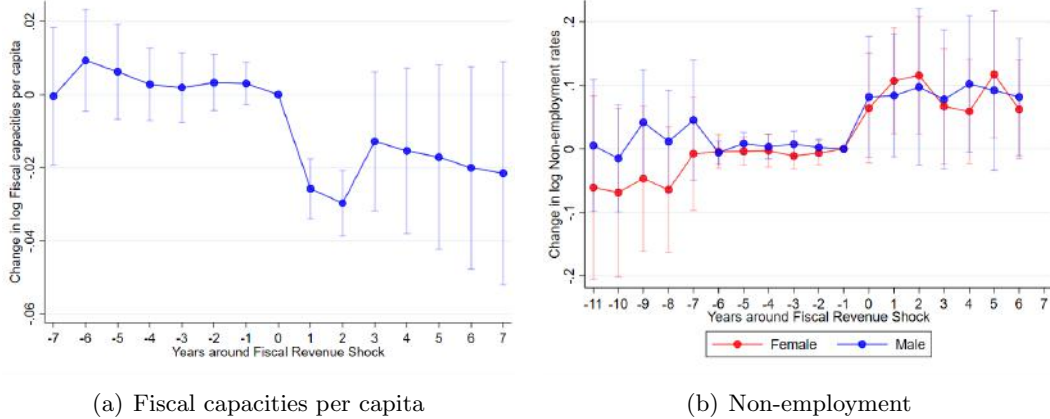 Change in log Fiscal capacities per capita
.02
0
-.02
-.04
-.06
-7 -6 -5 -4 -3 -2 -1 0 1 2 3 4 5 6 7
Years around Fiscal Revenue Shock
(a) Fiscal capacities per capita
Change in log Non-employment rates
.2
.1
0
-.1
-.2
-11 -10 -9 -8 -7 -6 -5 -4 -3 -2 -1 0 1 2 3 4 5 6 7
Years around Fiscal Revenue Shock
Female Male
(b) Non-employment